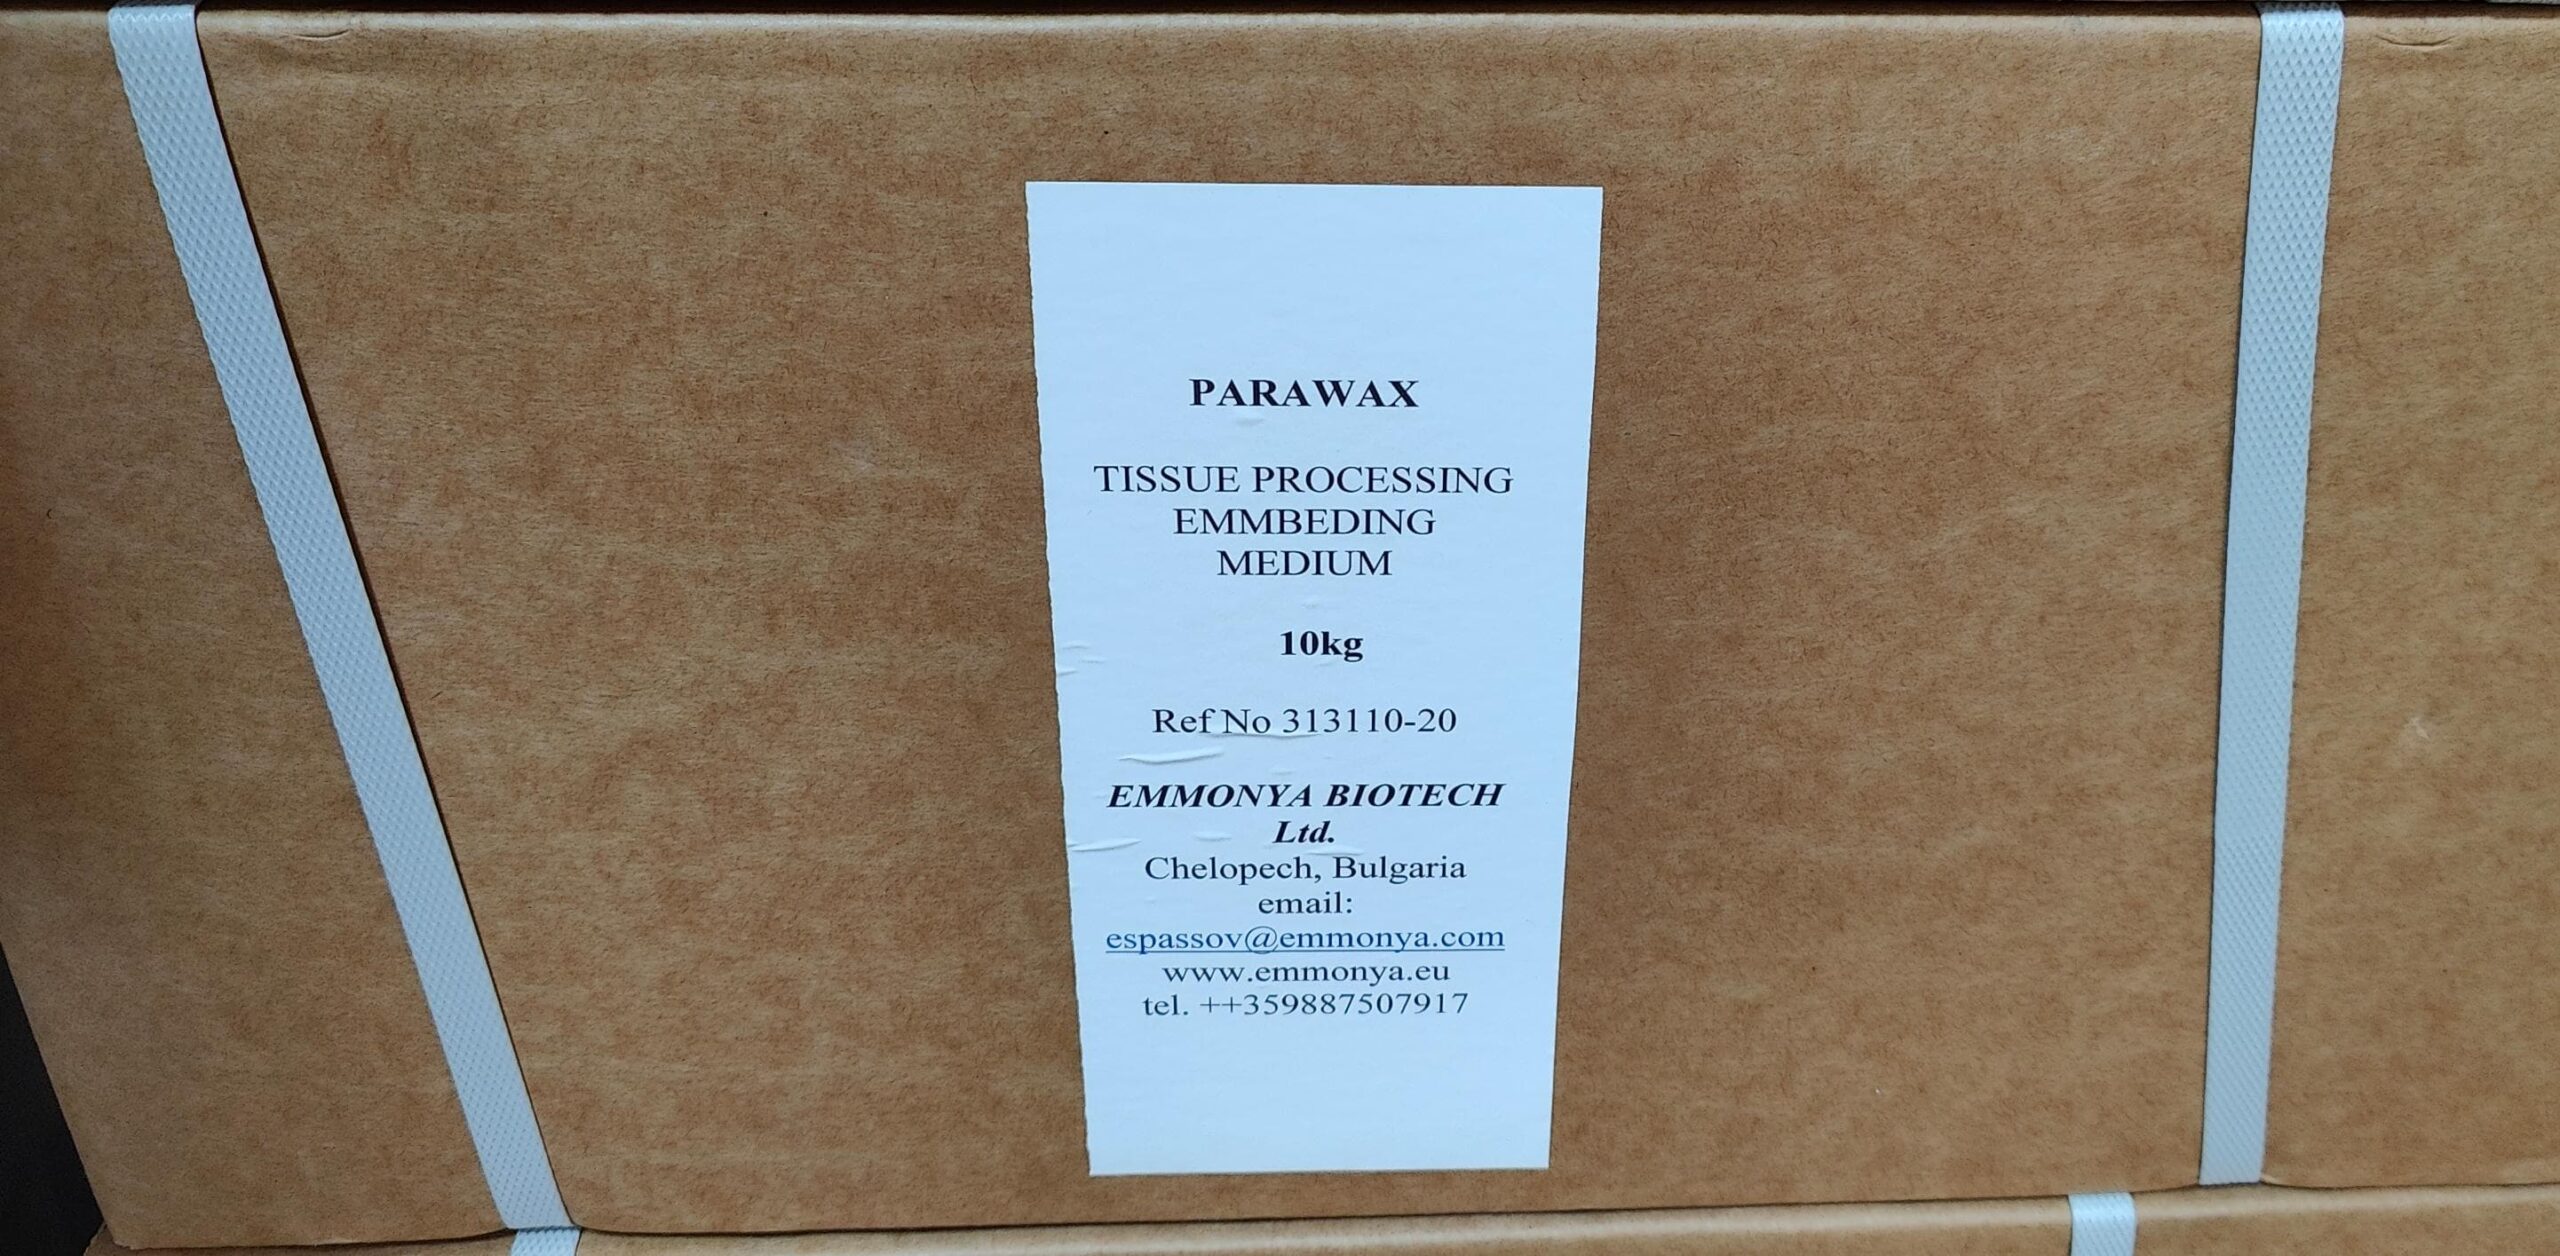 PARAWAX
TISSUE PROCESSING
EMMBEDING
MEDIUM
10kg
Ref No 313110-20
EMMONYA BIOTECH
Ltd.
Chelopech, Bulgaria
email:
espassov@emmonya.com
www.emmonya.eu
tel. ++359887507917